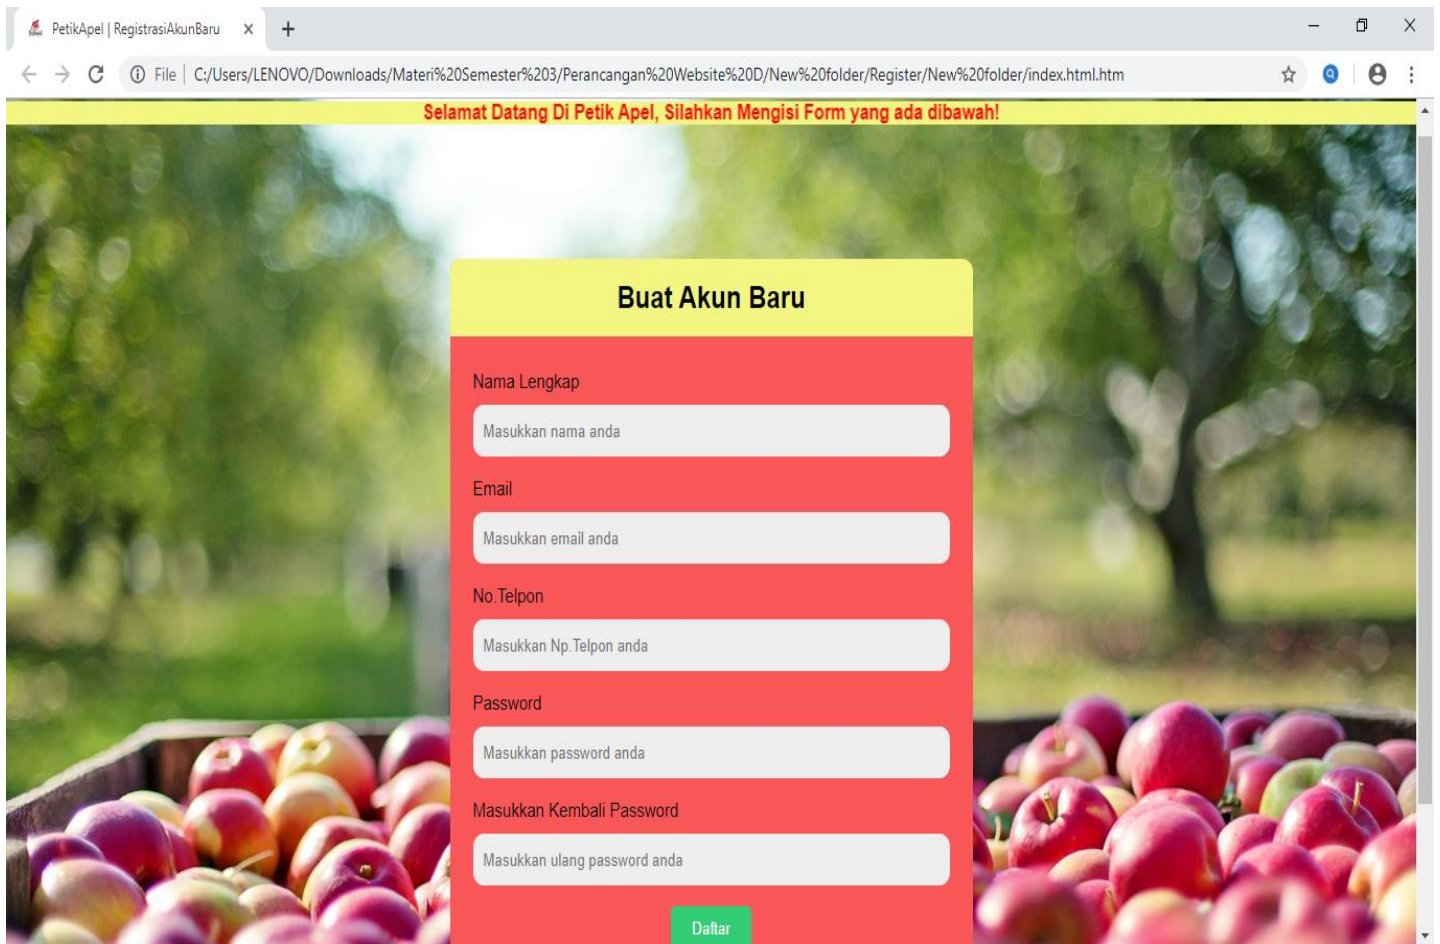 PetikApel | RegistrasiAkunBaru
File | C:/Users/LENOVO/Downloads/Materi%20Semester%203/Perancangan%20Website%20D/New%20folder/Register/New%20folder/index.html.htm
Selamat Datang Di Petik Apel, Silahkan Mengisi Form yang ada dibawah!
Buat Akun Baru
Nama Lengkap
Masukkan nama anda
Email
Masukkan email anda
No.Telpon
Masukkan Np.Telpon anda
Password
Masukkan password anda
Masukkan Kembali Password
Masukkan ulang password anda
Daftar